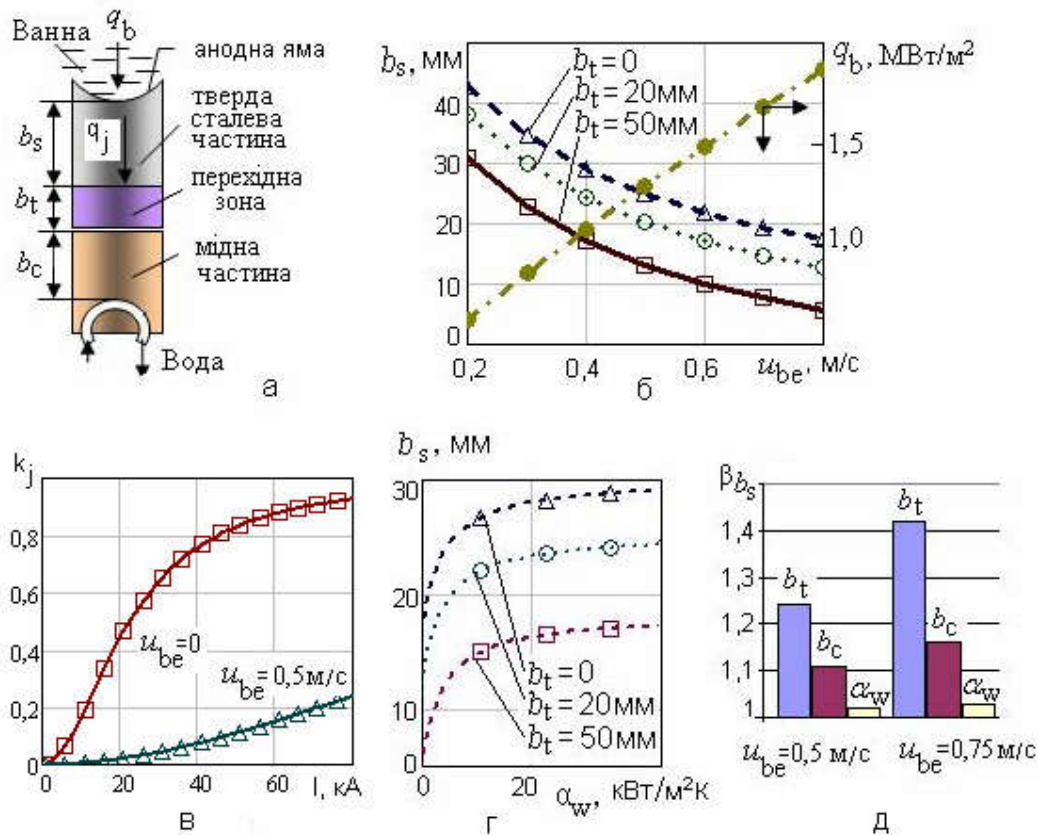 q_b
Ванна
анодна яма
тверда
сталева
частина
b_s
q_j
перехідна
зона
b_t
мідна
частина
b_c
Вода
а
b_s, мм
q_b, МВт/м²
b_t=0
b_t=20мм
b_t=50мм
40
30
20
10
0
1,5
1,0
0,2
0,4
0,6
u_be, м/с
б
k_j
1
0,8
0,6
0,4
0,2
0
u_be=0
u_be=0,5м/с
0
20
40
60
I, кА
в
b_s, мм
30
20
10
0
b_t=0
b_t=20мм
b_t=50мм
0
20
α_w, кВт/м²к
г
β_b_s
1,4
1,3
1,2
1,1
1
b_t
b_c
α_w
b_t
b_c
α_w
u_be=0,5 м/с
u_be=0,75 м/с
д